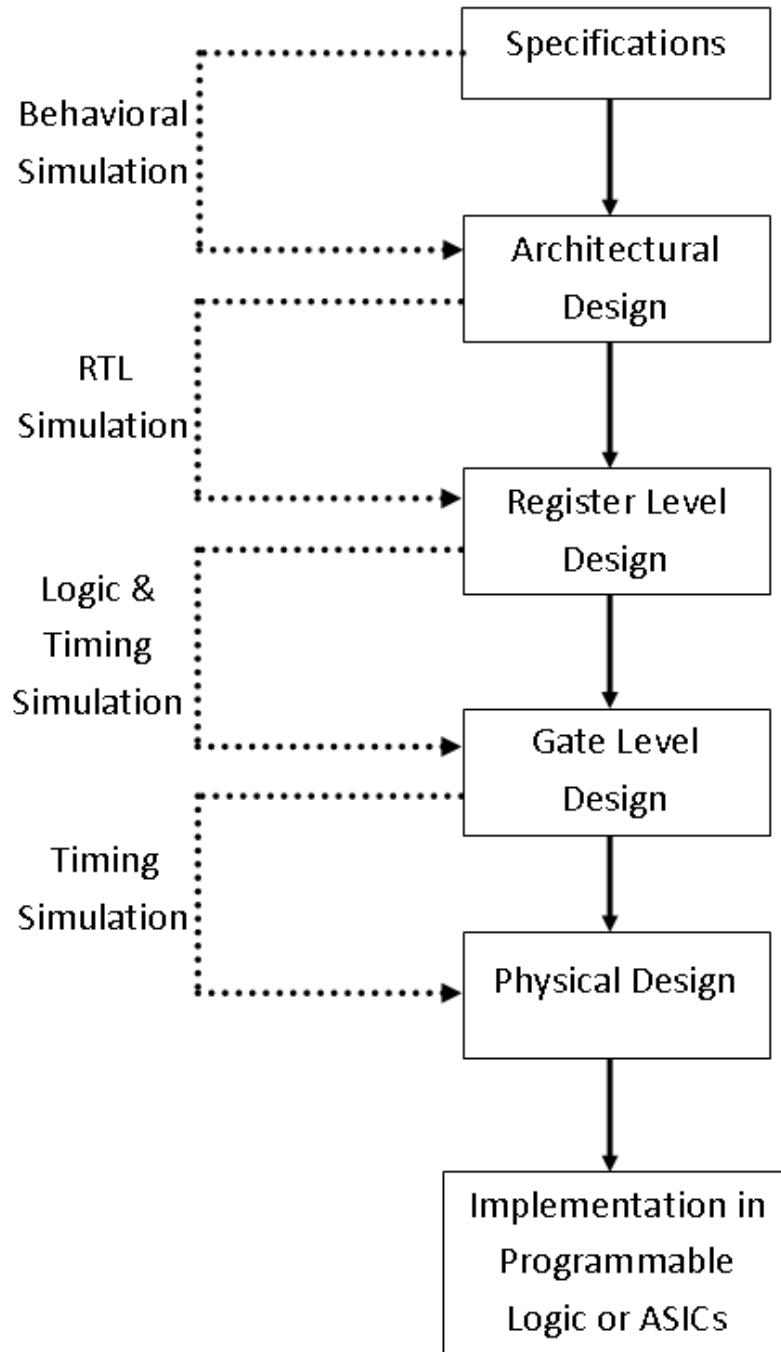 Specifications
Behavioral
Simulation
Architectural
Design
RTL
Simulation
Register Level
Design
Logic &
Timing
Simulation
Gate Level
Design
Timing
Simulation
Physical Design
Implementation in
Programmable
Logic or ASICs